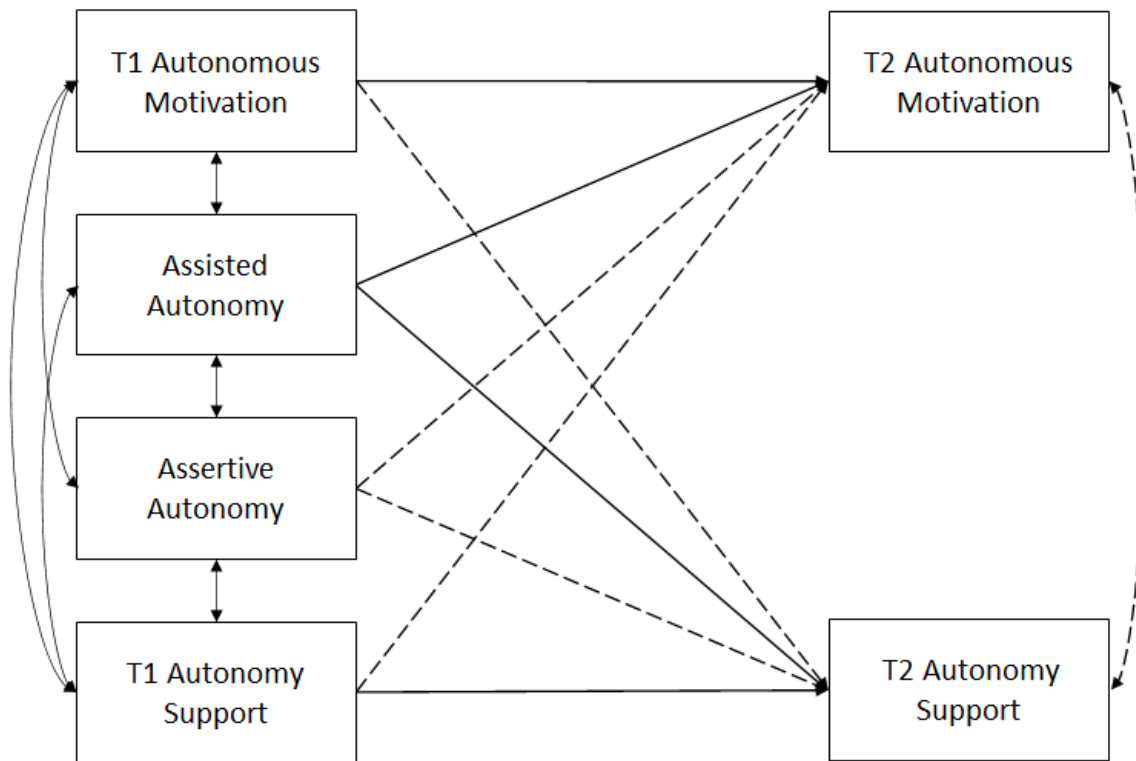 T1 Autonomous
Motivation
T2 Autonomous
Motivation
Assisted
Autonomy
Assertive
Autonomy
T1 Autonomy
Support
T2 Autonomy
Support